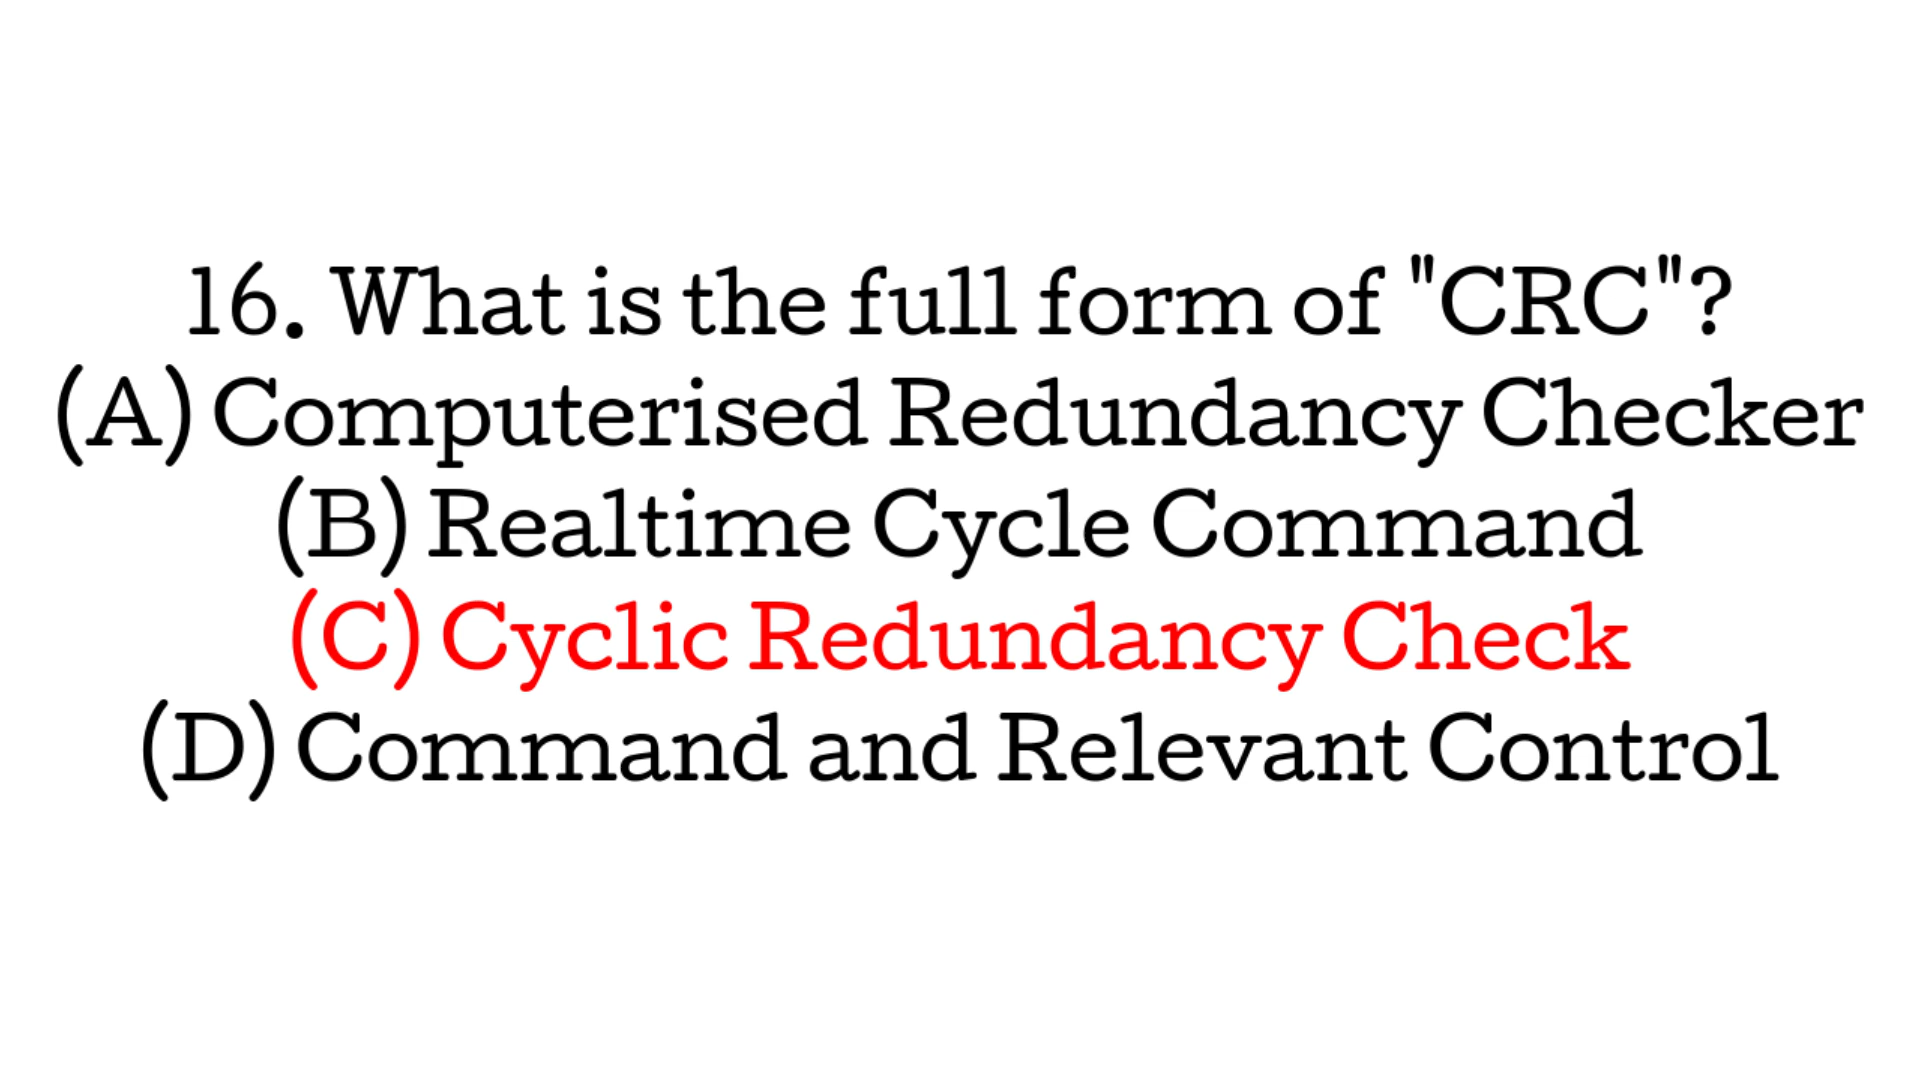 16. What is the full form of "CRC"?
(A) Computerised Redundancy Checker
(B) Realtime Cycle Command
(C) Cyclic Redundancy Check
(D) Command and Relevant Control